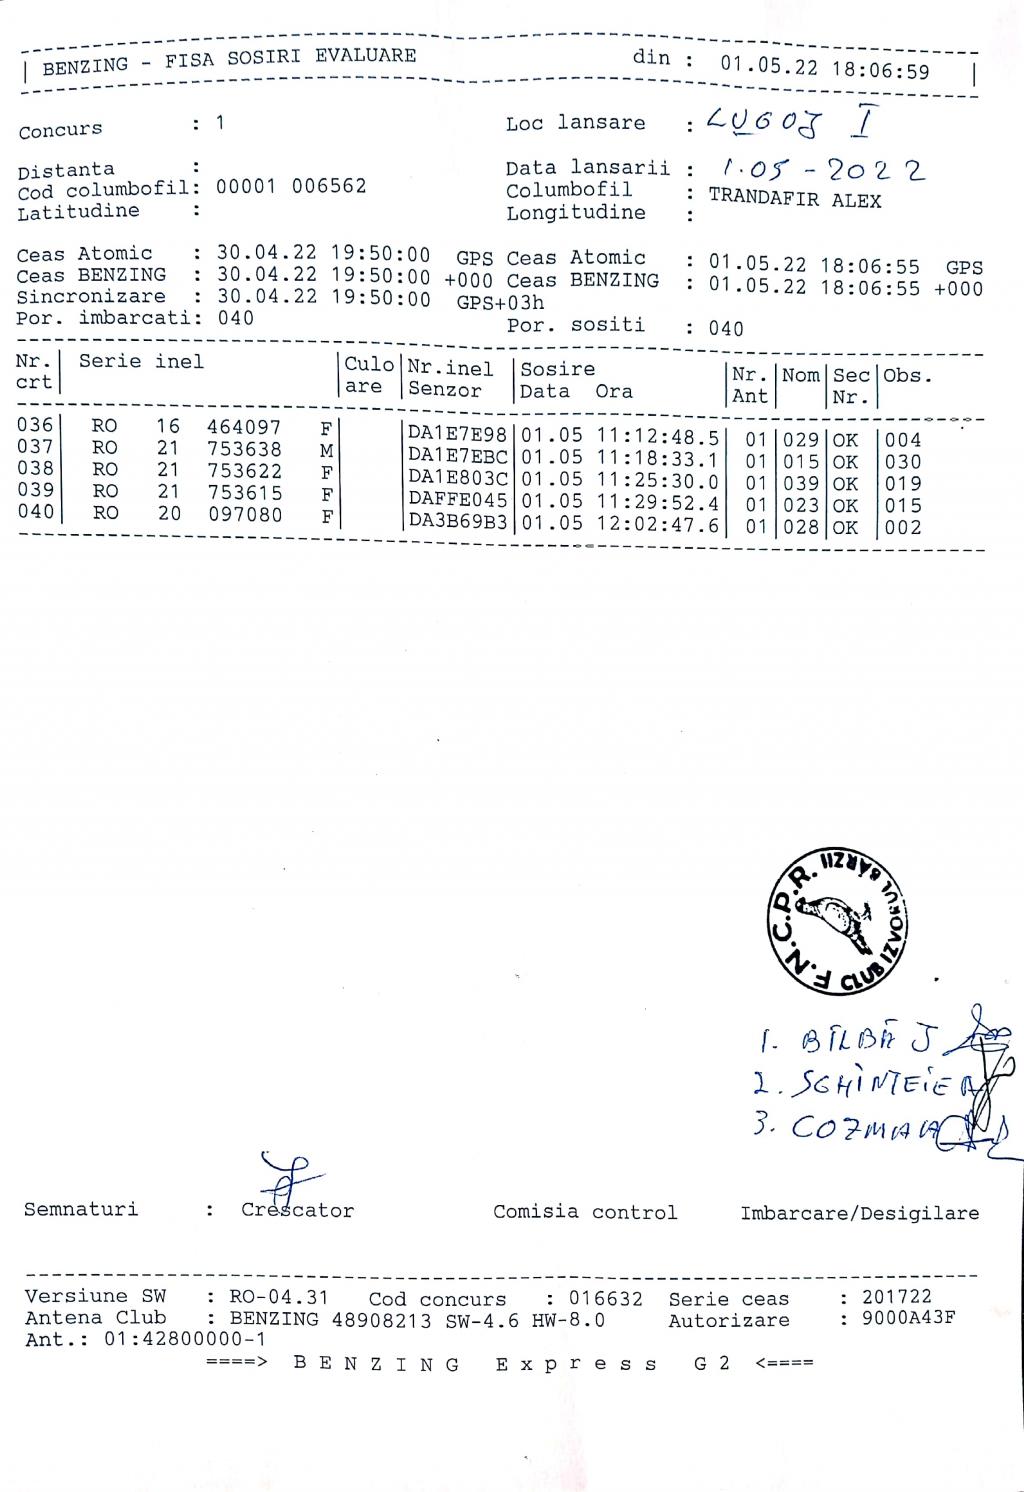 BENZING - FISA SOSIRI EVALUARE din : 01.05.22 18:06:59
Concurs : 1 Loc lansare : LUGOJ I
Distanta : Data lansarii : 1.05-2022
Cod columbofil: 00001 006562 Columbofil : TRANDAFIR ALEX
Latitudine : Longitudine :
Ceas Atomic : 30.04.22 19:50:00 GPS Ceas Atomic : 01.05.22 18:06:55 GPS
Ceas BENZING : 30.04.22 19:50:00 +000 Ceas BENZING : 01.05.22 18:06:55 +000
Sincronizare : 30.04.22 19:50:00 GPS+03h
Por. imbarcati: 040 Por. sositi : 040
Nr. Serie inel Culo Nr.inel Sosire Nr. Nom Sec Obs.
crt are Senzor Data Ora Ant Nr.
036 RO 16 464097 F DA1E7E98 01.05 11:12:48.5 01 029 OK 004
037 RO 21 753638 M DA1E7EBC 01.05 11:18:33.1 01 015 OK 030
038 RO 21 753622 F DA1E803C 01.05 11:25:30.0 01 039 OK 019
039 RO 21 753615 F DAFFE045 01.05 11:29:52.4 01 023 OK 015
040 RO 20 097080 F DA3B69B3 01.05 12:02:47.6 01 028 OK 002
F.N.C.P.R. CLUB IZVORUL BARZII
1. BÎLBĂ J
2. SGHINTEIE A
3. COZMA
Semnaturi : Crescator Comisia control Imbarcare/Desigilare
Versiune SW : RO-04.31 Cod concurs : 016632 Serie ceas : 201722
Antena Club : BENZING 48908213 SW-4.6 HW-8.0 Autorizare : 9000A43F
Ant.: 01:42800000-1
====> B E N Z I N G E x p r e s s G 2 <====